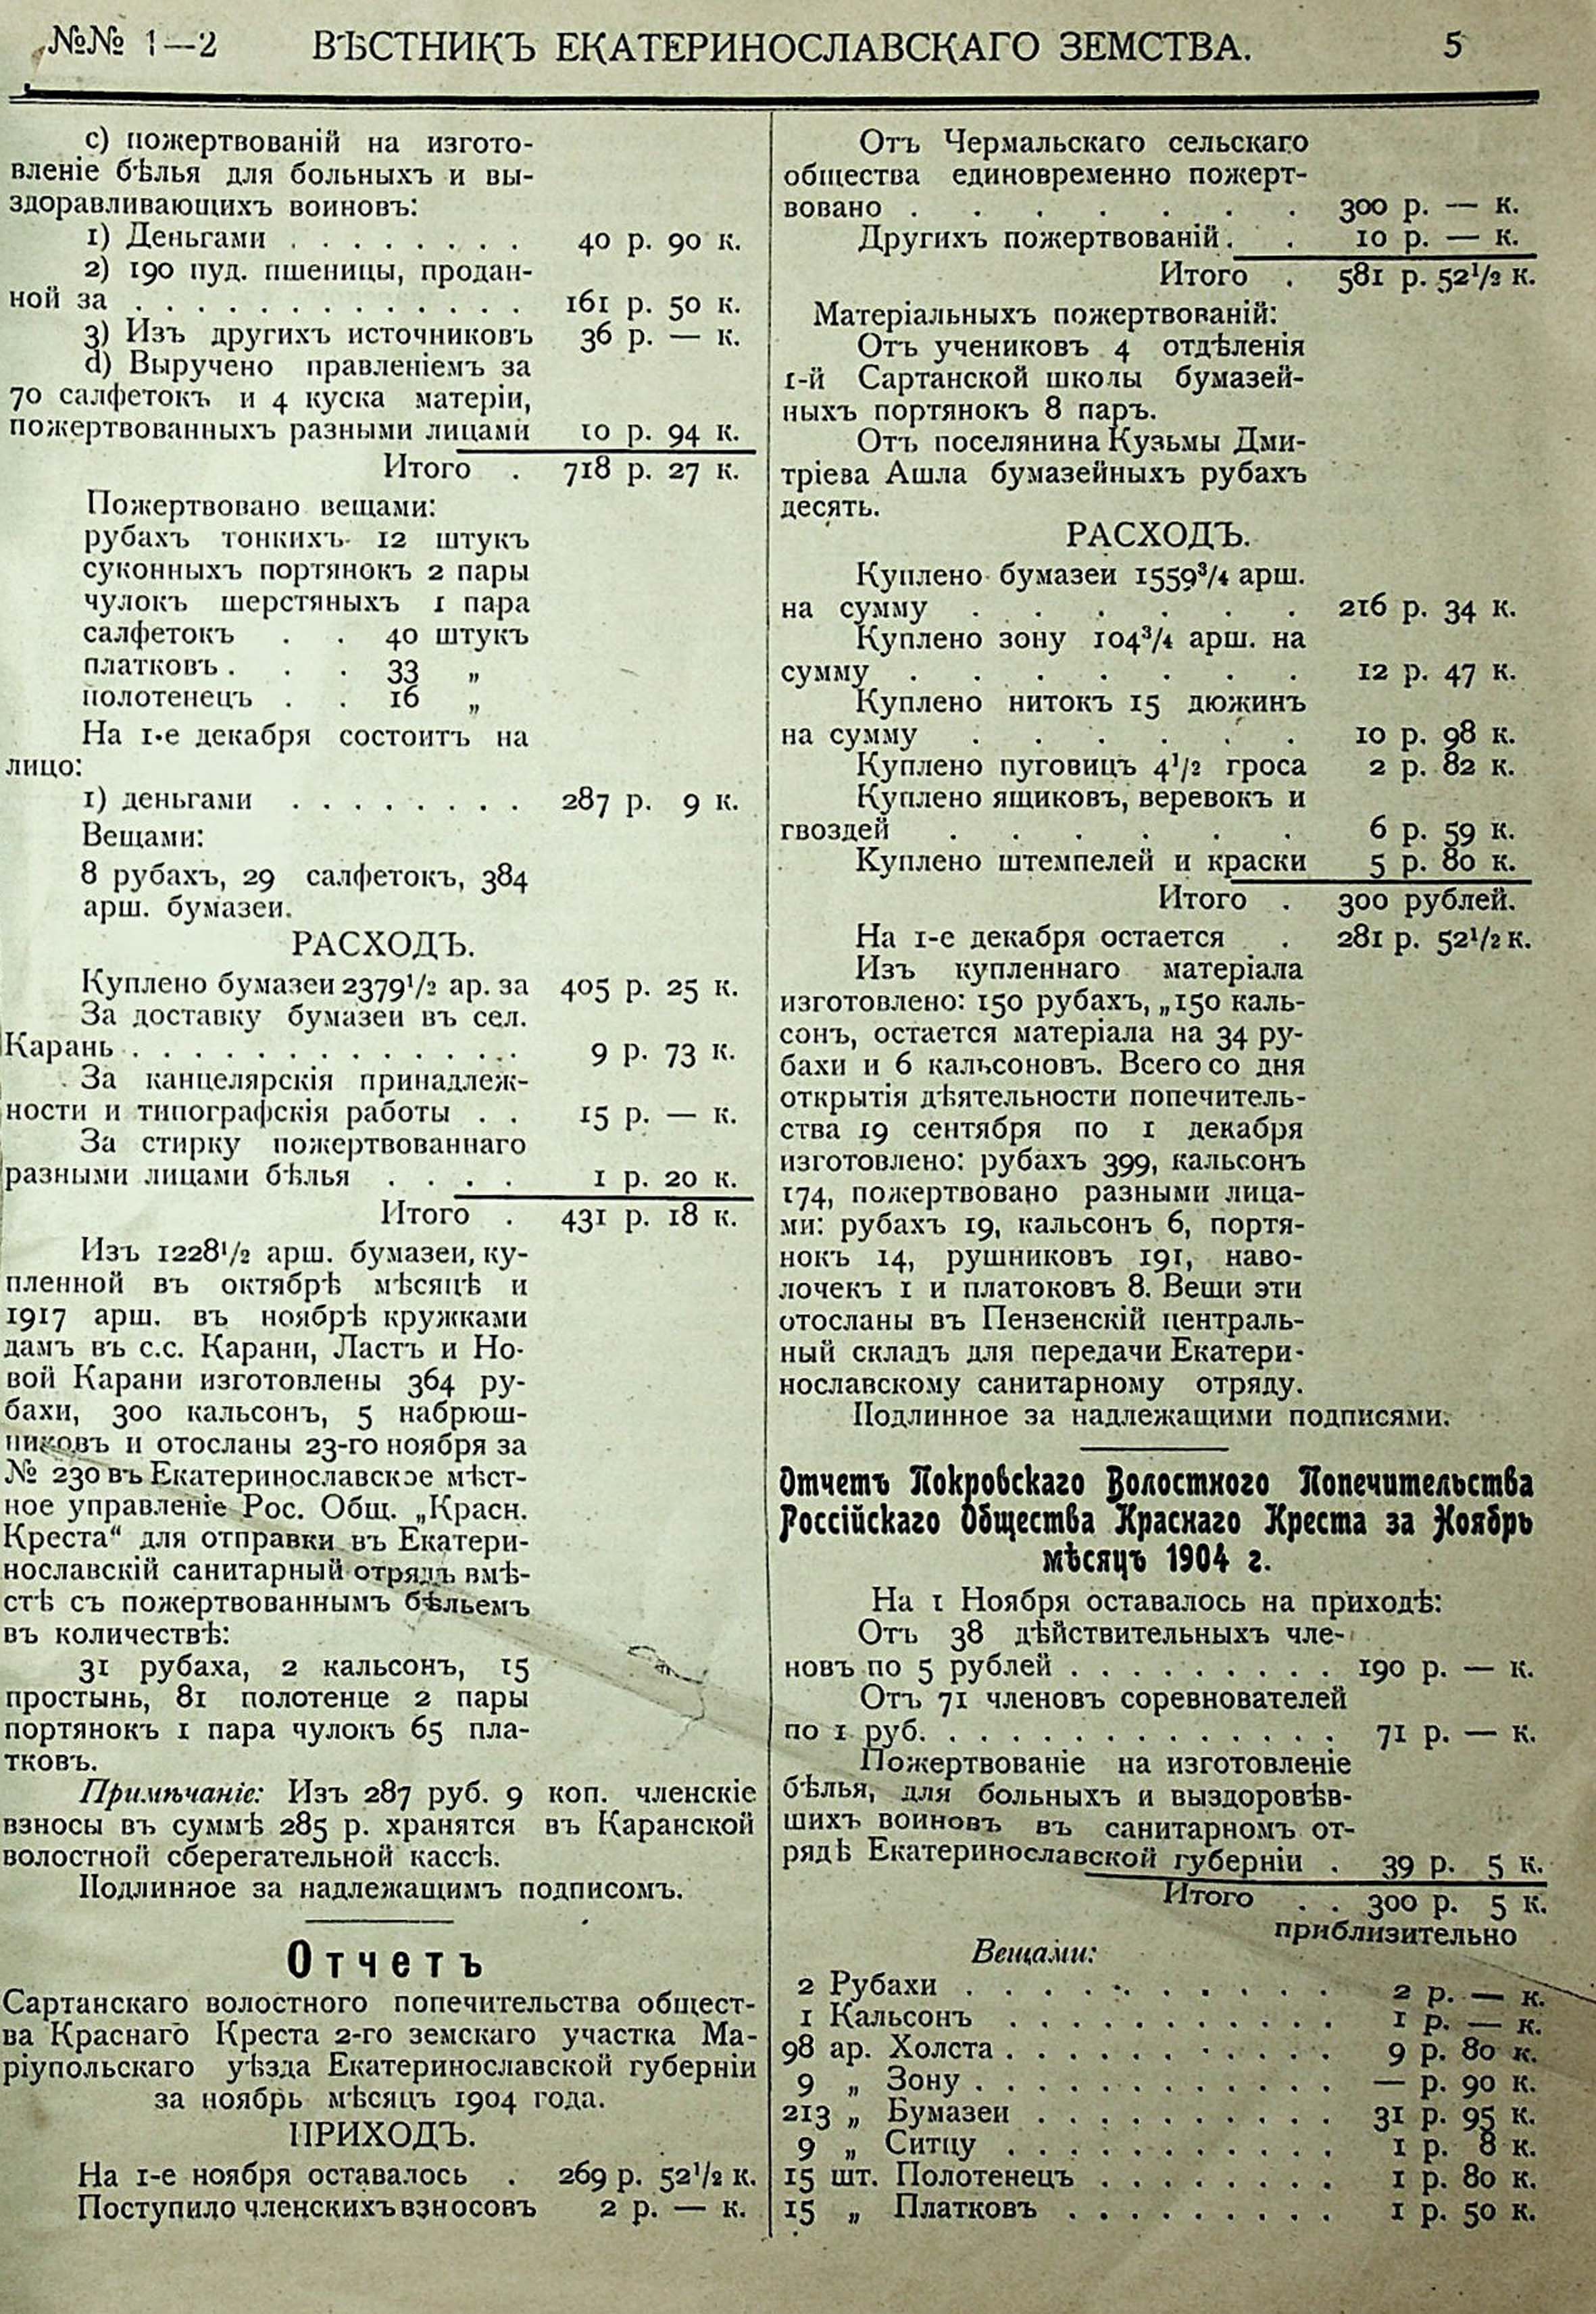 №№ 1—2 ВѢСТНИКЪ ЕКАТЕРИНОСЛАВСКАГО ЗЕМСТВА. 5
с) пожертвованій на изгото-
вленіе бѣлья для больныхъ и вы-
здоравливающихъ воиновъ:
1) Деньгами . . . . . . . . 40 р. 90 к.
2) 190 пуд. пшеницы, продан-
ной за . . . . . . . . . . . . . 161 р. 50 к.
3) Изъ другихъ источниковъ 36 р. — к.
d) Выручено правленіемъ за
70 салфетокъ и 4 куска матеріи,
пожертвованныхъ разными лицами 10 р. 94 к.
Итого . 718 р. 27 к.
Пожертвовано вещами:
рубахъ тонкихъ 12 штукъ
суконныхъ портянокъ 2 пары
чулокъ шерстяныхъ 1 пара
салфетокъ . . 40 штукъ
платковъ . . . 33 „
полотенецъ . . 16 „
На 1-е декабря состоитъ на
лицо:
1) деньгами . . . . . . . . 287 р. 9 к.
Вещами:
8 рубахъ, 29 салфетокъ, 384
арш. бумазеи.
РАСХОДЪ.
Куплено бумазеи 2379½ ар. за 405 р. 25 к.
За доставку бумазеи въ сел.
Карань . . . . . . . . . . . . . . 9 р. 73 к.
За канцелярскія принадлеж-
ности и типографскія работы . . 15 р. — к.
За стирку пожертвованнаго
разными лицами бѣлья . . . . 1 р. 20 к.
Итого . 431 р. 18 к.
Изъ 1228½ арш. бумазеи, ку-
пленной въ октябрѣ мѣсяцѣ и
1917 арш. въ ноябрѣ кружками
дамъ въ с.с. Карани, Ластъ и Но-
вой Карани изготовлены 364 ру-
бахи, 300 кальсонъ, 5 набрюш-
никовъ и отосланы 23-го ноября за
№ 230 въ Екатеринославское мѣст-
ное управленіе Рос. Общ. „Красн.
Креста“ для отправки въ Екатери-
нославскій санитарный отрядъ вмѣ-
стѣ съ пожертвованнымъ бѣльемъ
въ количествѣ:
31 рубаха, 2 кальсонъ, 15
простынь, 81 полотенце 2 пары
портянокъ 1 пара чулокъ 65 пла-
тковъ.
Примѣчаніе: Изъ 287 руб. 9 коп. членскіе
взносы въ суммѣ 285 р. хранятся въ Каранской
волостной сберегательной кассѣ.
Подлинное за надлежащимъ подписомъ.
Отчетъ
Сартанскаго волостного попечительства общест-
ва Краснаго Креста 2-го земскаго участка Ма-
ріупольскаго уѣзда Екатеринославской губерніи
за ноябрь мѣсяцъ 1904 года.
ПРИХОДЪ.
На 1-е ноября оставалось . 269 р. 52½ к.
Поступило членскихъ взносовъ 2 р. — к.
Отъ Чермальскаго сельскаго
общества единовременно пожерт-
вовано . . . . . . . 300 р. — к.
Другихъ пожертвованій . . 10 р. — к.
Итого . 581 р. 52½ к.
Матеріальныхъ пожертвованій:
Отъ учениковъ 4 отдѣленія
1-й Сартанской школы бумазей-
ныхъ портянокъ 8 паръ.
Отъ поселянина Кузьмы Дми-
тріева Ашла бумазейныхъ рубахъ
десять.
РАСХОДЪ.
Куплено бумазеи 1559¾ арш.
на сумму . . . . . . 216 р. 34 к.
Куплено зону 104¾ арш. на
сумму . . . . . . . 12 р. 47 к.
Куплено нитокъ 15 дюжинъ
на сумму . . . . . . 10 р. 98 к.
Куплено пуговицъ 4½ гроса 2 р. 82 к.
Куплено ящиковъ, веревокъ и
гвоздей . . . . . . 6 р. 59 к.
Куплено штемпелей и краски 5 р. 80 к.
Итого . 300 рублей.
На 1-е декабря остается . 281 р. 52½ к.
Изъ купленнаго матеріала
изготовлено: 150 рубахъ, „150 каль-
сонъ, остается матеріала на 34 ру-
бахи и 6 кальсоновъ. Всего со дня
открытія дѣятельности попечитель-
ства 19 сентября по 1 декабря
изготовлено: рубахъ 399, кальсонъ
174, пожертвовано разными лица-
ми: рубахъ 19, кальсонъ 6, портя-
нокъ 14, рушниковъ 191, наво-
лочекъ 1 и платоковъ 8. Вещи эти
отосланы въ Пензенскій централь-
ный складъ для передачи Екатери-
нославскому санитарному отряду.
Подлинное за надлежащими подписями.
Отчетъ Покровскаго Волостного Попечительства
Россійскаго Общества Краснаго Креста за Ноябрь
мѣсяцъ 1904 г.
На 1 Ноября оставалось на приходѣ:
Отъ 38 дѣйствительныхъ чле-
новъ по 5 рублей . . . . . . . . . . 190 р. — к.
Отъ 71 членовъ соревнователей
по 1 руб. . . . . . . . . . . . . . . 71 р. — к.
Пожертвованіе на изготовленіе
бѣлья, для больныхъ и выздоровѣв-
шихъ воиновъ въ санитарномъ от-
рядѣ Екатеринославской губерніи . 39 р. 5 к.
Итого . . 300 р. 5 к.
приблизительно
Вещами:
2 Рубахи . . . . . . . . . . . . 2 р. — к.
1 Кальсонъ . . . . . . . . . . . 1 р. — к.
98 ар. Холста . . . . . . . . . . . 9 р. 80 к.
9 „ Зону . . . . . . . . . . . . — р. 90 к.
213 „ Бумазеи . . . . . . . . . . 31 р. 95 к.
9 „ Ситцу . . . . . . . . . . . 1 р. 8 к.
15 шт. Полотенецъ . . . . . . . . 1 р. 80 к.
15 „ Платковъ . . . . . . . . . 1 р. 50 к.